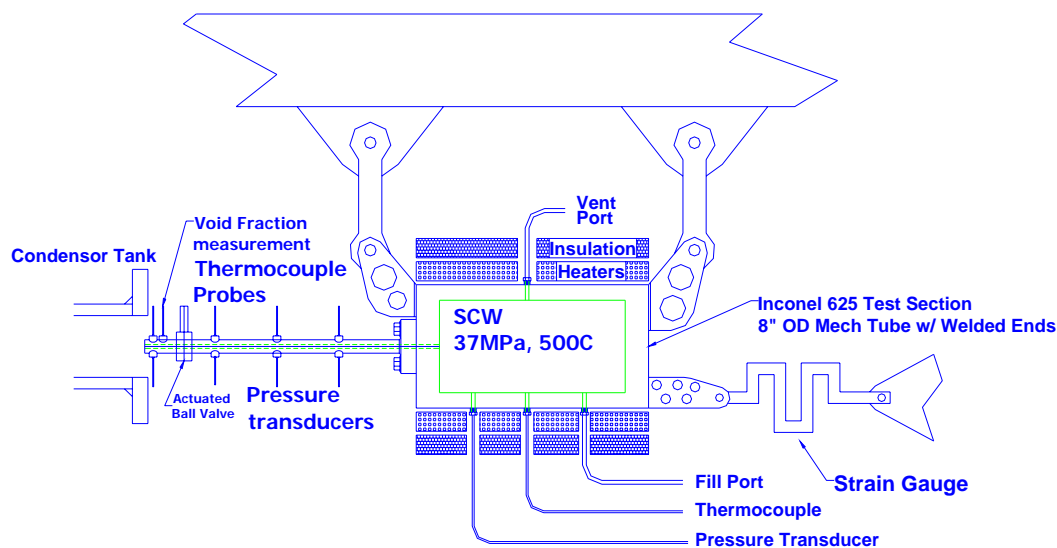 Vent
Port
Void Fraction
measurement
Condensor Tank
Thermocouple
Probes
Insulation
Heaters
SCW
37MPa, 500C
Inconel 625 Test Section
8" OD Mech Tube w/ Welded Ends
Actuated
Ball Valve
Pressure
transducers
Fill Port
Strain Gauge
Thermocouple
Pressure Transducer